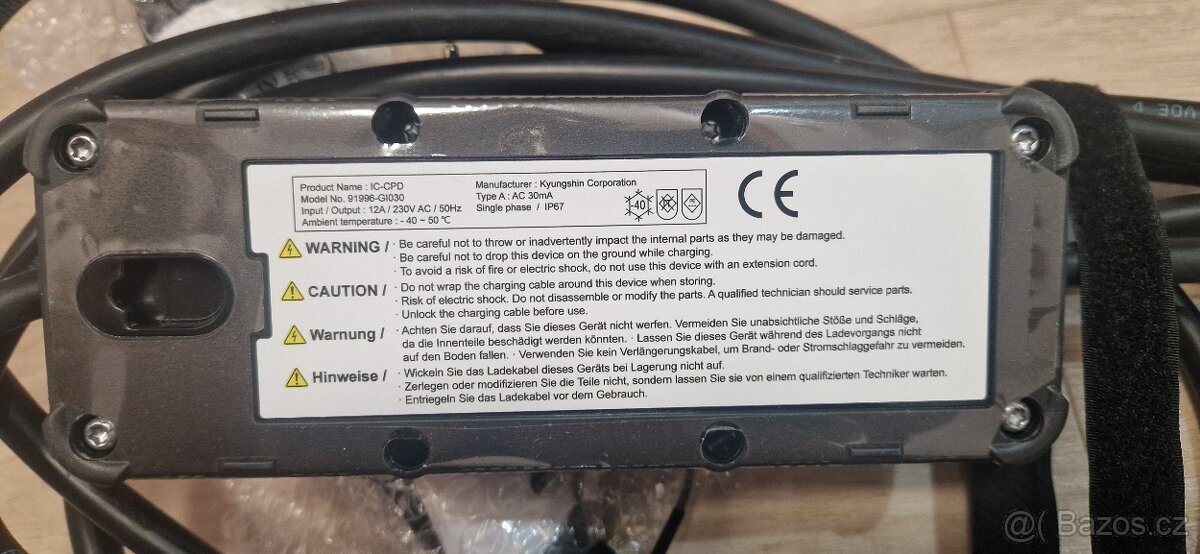 Product Name : IC-CPD
Model No. 91996-GI030
Input / Output : 12A / 230V AC / 50Hz
Ambient temperature : - 40 ~ 50 ℃
Manufacturer : Kyungshin Corporation
Type A : AC 30mA
Single phase / IP67
-40
CE
WARNING / · Be careful not to throw or inadvertently impact the internal parts as they may be damaged.
· Be careful not to drop this device on the ground while charging.
· To avoid a risk of fire or electric shock, do not use this device with an extension cord.
CAUTION / · Do not wrap the charging cable around this device when storing.
· Risk of electric shock. Do not disassemble or modify the parts. A qualified technician should service parts.
· Unlock the charging cable before use.
Warnung / · Achten Sie darauf, dass Sie dieses Gerät nicht werfen. Vermeiden Sie unabsichtliche Stöße und Schläge,
da die Innenteile beschädigt werden könnten. · Lassen Sie dieses Gerät während des Ladevorgangs nicht
auf den Boden fallen. · Verwenden Sie kein Verlängerungskabel, um Brand- oder Stromschlaggefahr zu vermeiden.
Hinweise / · Wickeln Sie das Ladekabel dieses Geräts bei Lagerung nicht auf.
· Zerlegen oder modifizieren Sie die Teile nicht, sondern lassen Sie sie von einem qualifizierten Techniker warten.
· Entriegeln Sie das Ladekabel vor dem Gebrauch.
VDE
@( Bazos.cz